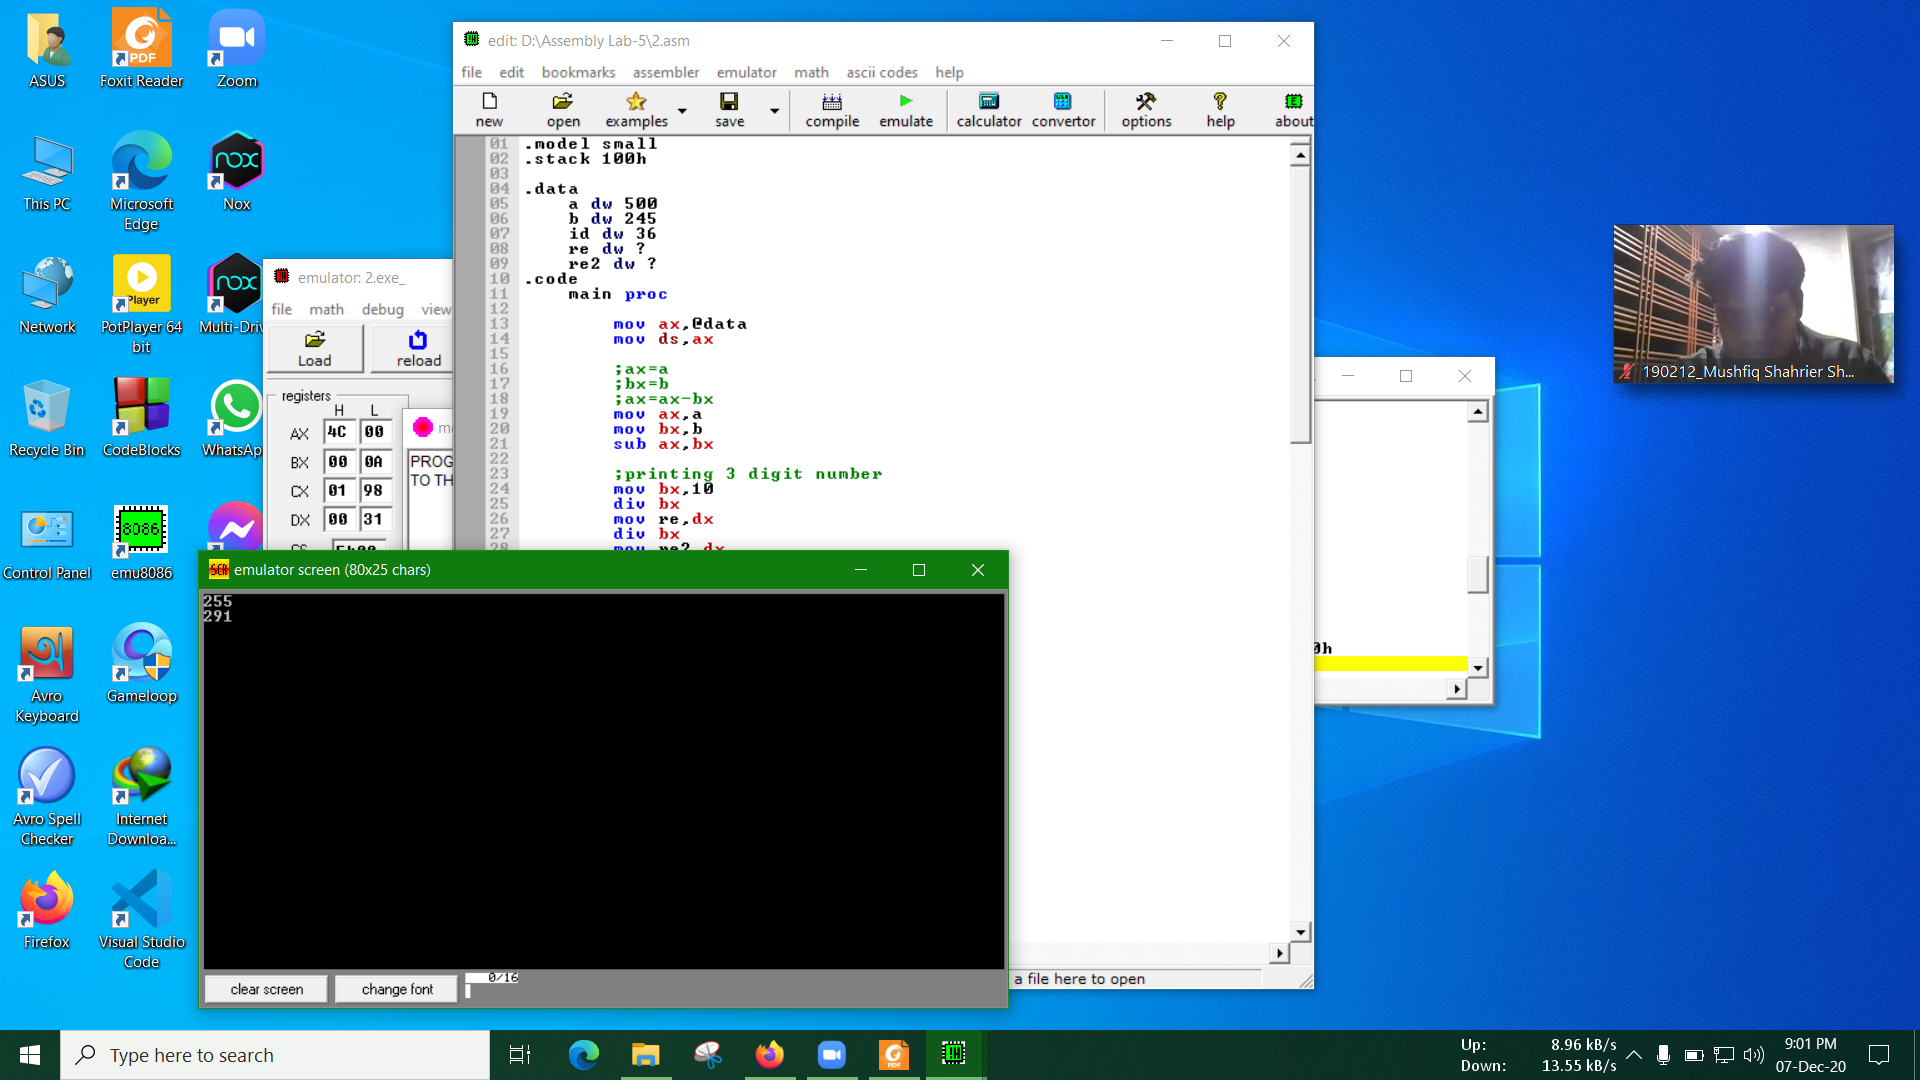 ASUS
Foxit Reader
Zoom
This PC
Microsoft
Edge
Nox
Network
PotPlayer 64
bit
Multi-Driv
Recycle Bin
CodeBlocks
WhatsAp
Control Panel
emu8086
Avro
Keyboard
Gameloop
Avro Spell
Checker
Internet
Downloa...
Firefox
Visual Studio
Code
edit: D:\Assembly Lab-5\2.asm
file edit bookmarks assembler emulator math ascii codes help
new open examples save compile emulate calculator convertor options help about
01 .model small
02 .stack 100h
03
04 .data
05 a dw 500
06 b dw 245
07 id dw 36
08 re dw ?
09 re2 dw ?
10 .code
11 main proc
12
13 mov ax,@data
14 mov ds,ax
15
16 ;ax=a
17 ;bx=b
18 ;ax=ax-bx
19 mov ax,a
20 mov bx,b
21 sub ax,bx
22
23 ;printing 3 digit number
24 mov bx,10
25 div bx
26 mov re,dx
27 div bx
28 mov re2,dx
a file here to open
emulator: 2.exe_
file math debug view
Load reload
registers
H L
AX 4C 00
BX 00 0A
CX 01 98
DX 00 31
PROG
TO TH
0h
emulator screen (80x25 chars)
255
291
clear screen change font 0/16
190212_Mushfiq Shahrier Sh...
Type here to search
Up: 8.96 kB/s
Down: 13.55 kB/s
9:01 PM
07-Dec-20